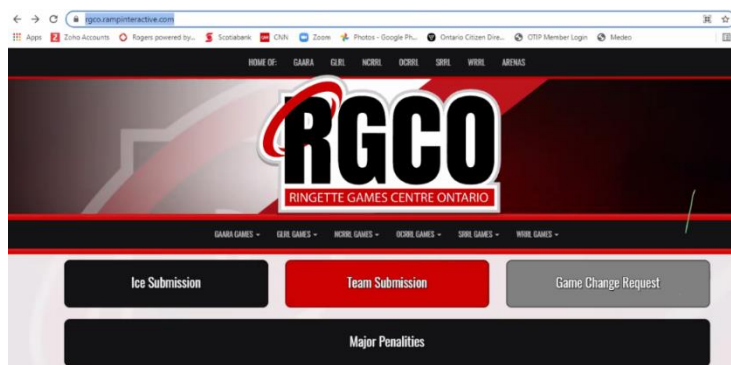 rgco.rampinteractive.com
Apps Zoho Accounts Rogers powered by... Scotiabank CNN Zoom Photos - Google Ph... Ontario Citizen Dire... OTIP Member Login Medeo
HOME OF: GAARA GLRL NCRRL OCRRL SRRL WRRL ARENAS
RGCO
RINGETTE GAMES CENTRE ONTARIO
GAARA GAMES GLRL GAMES NCRRL GAMES OCRRL GAMES SRRL GAMES WRRL GAMES
Ice Submission Team Submission Game Change Request
Major Penalities